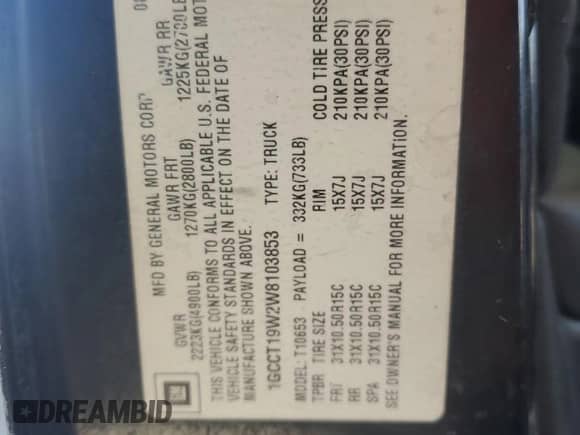 MFD BY GENERAL MOTORS CORP
GVWR GAWR FRT GAWR RR
2223KG(4900LB) 1270KG(2800LB) 1225KG(2700LB
THIS VEHICLE CONFORMS TO ALL APPLICABLE U.S. FEDERAL MOT
VEHICLE SAFETY STANDARDS IN EFFECT ON THE DATE OF
MANUFACTURE SHOWN ABOVE.
1GCCT19W2W8103853 TYPE: TRUCK
MODEL: T10653 PAYLOAD = 332KG(733LB)
TPBR TIRE SIZE RIM COLD TIRE PRESS
FRT 31X10.50R15C 15X7J 210KPA(30PSI)
RR 31X10.50R15C 15X7J 210KPA(30PSI)
SPA 31X10.50R15C 15X7J 210KPA(30PSI)
SEE OWNER'S MANUAL FOR MORE INFORMATION.
GM
DREAMBID